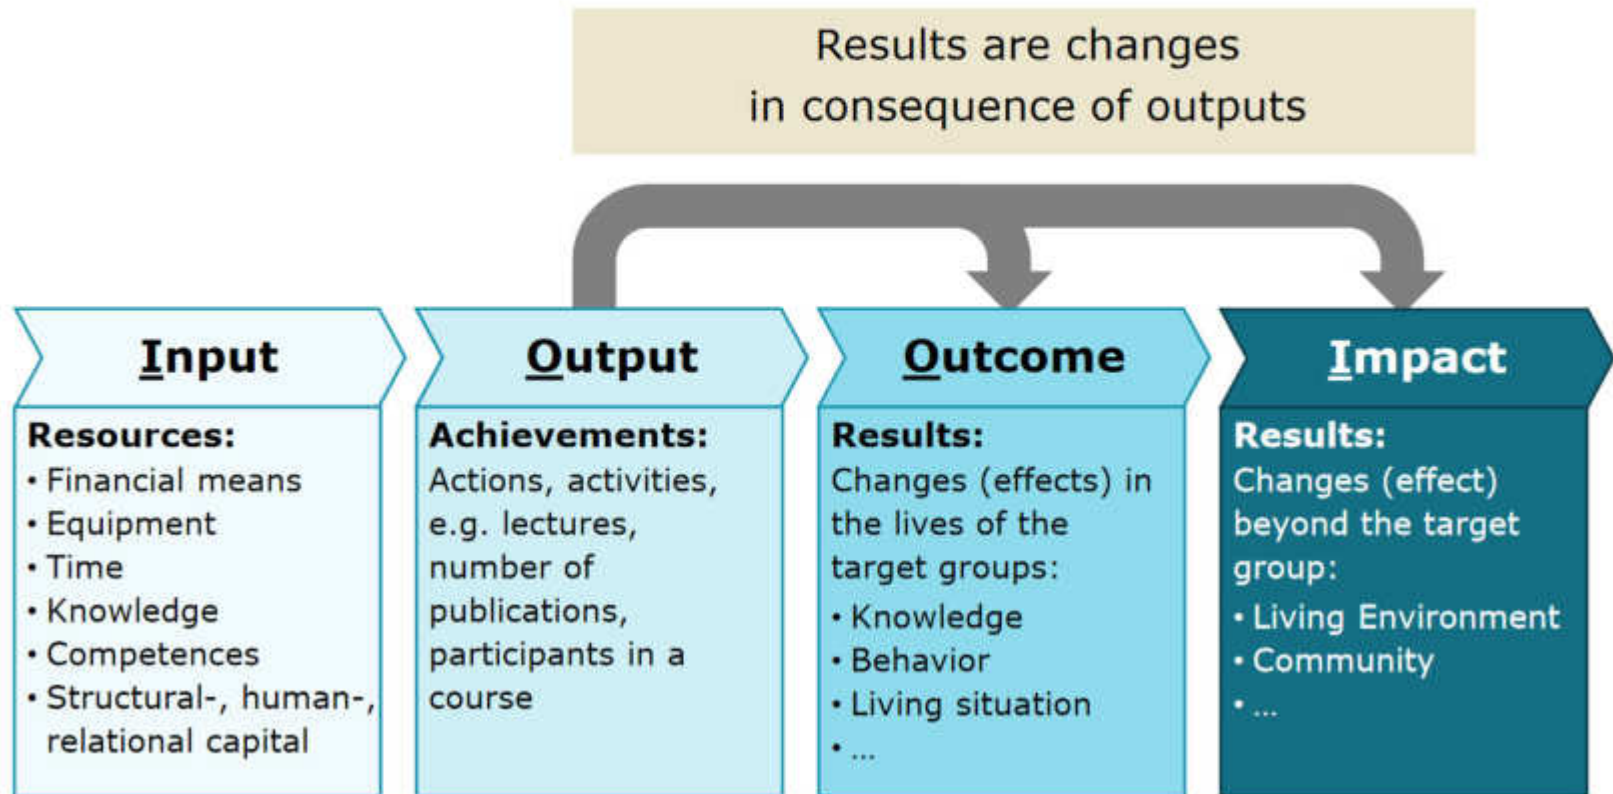 Results are changes
in consequence of outputs
Input
Resources:
• Financial means
• Equipment
• Time
• Knowledge
• Competences
• Structural-, human-,
relational capital
Output
Achievements:
Actions, activities,
e.g. lectures,
number of
publications,
participants in a
course
Outcome
Results:
Changes (effects) in
the lives of the
target groups:
• Knowledge
• Behavior
• Living situation
• ...
Impact
Results:
Changes (effect)
beyond the target
group:
• Living Environment
• Community
• ...